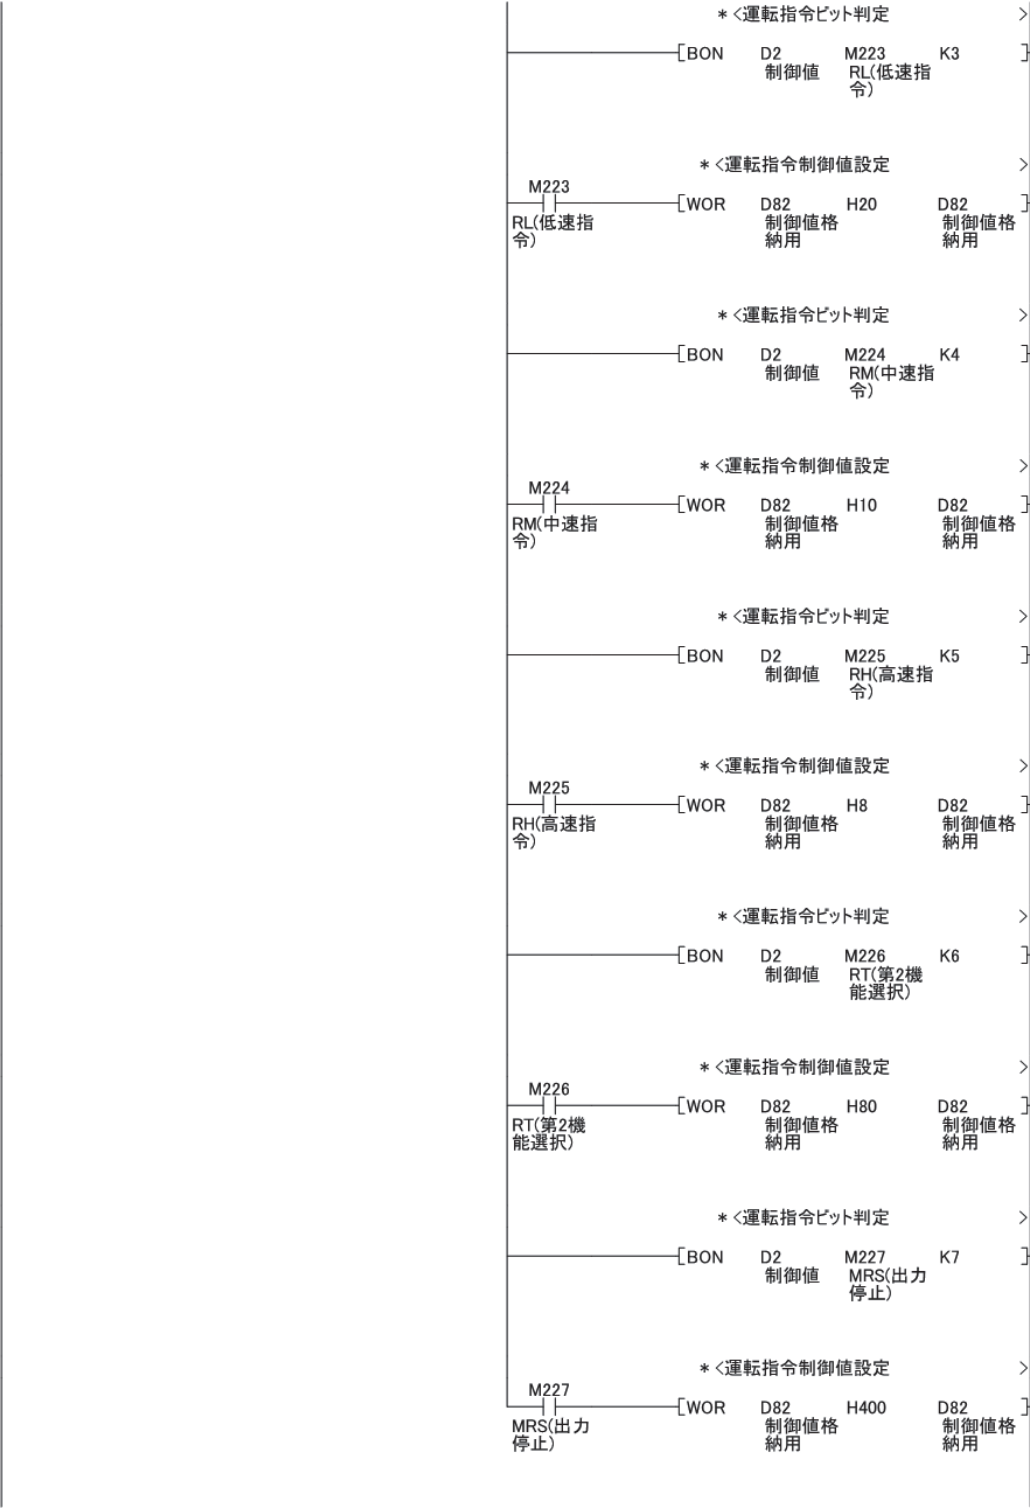 *<運転指令ビット判定 >
[BON D2 M223 K3 ]
制御値 RL(低速指
令)
*<運転指令制御値設定 >
M223
[WOR D82 H20 D82 ]
RL(低速指 制御値格 制御値格
令) 納用 納用
*<運転指令ビット判定 >
[BON D2 M224 K4 ]
制御値 RM(中速指
令)
*<運転指令制御値設定 >
M224
[WOR D82 H10 D82 ]
RM(中速指 制御値格 制御値格
令) 納用 納用
*<運転指令ビット判定 >
[BON D2 M225 K5 ]
制御値 RH(高速指
令)
*<運転指令制御値設定 >
M225
[WOR D82 H8 D82 ]
RH(高速指 制御値格 制御値格
令) 納用 納用
*<運転指令ビット判定 >
[BON D2 M226 K6 ]
制御値 RT(第2機
能選択)
*<運転指令制御値設定 >
M226
[WOR D82 H80 D82 ]
RT(第2機 制御値格 制御値格
能選択) 納用 納用
*<運転指令ビット判定 >
[BON D2 M227 K7 ]
制御値 MRS(出力
停止)
*<運転指令制御値設定 >
M227
[WOR D82 H400 D82 ]
MRS(出力 制御値格 制御値格
停止) 納用 納用